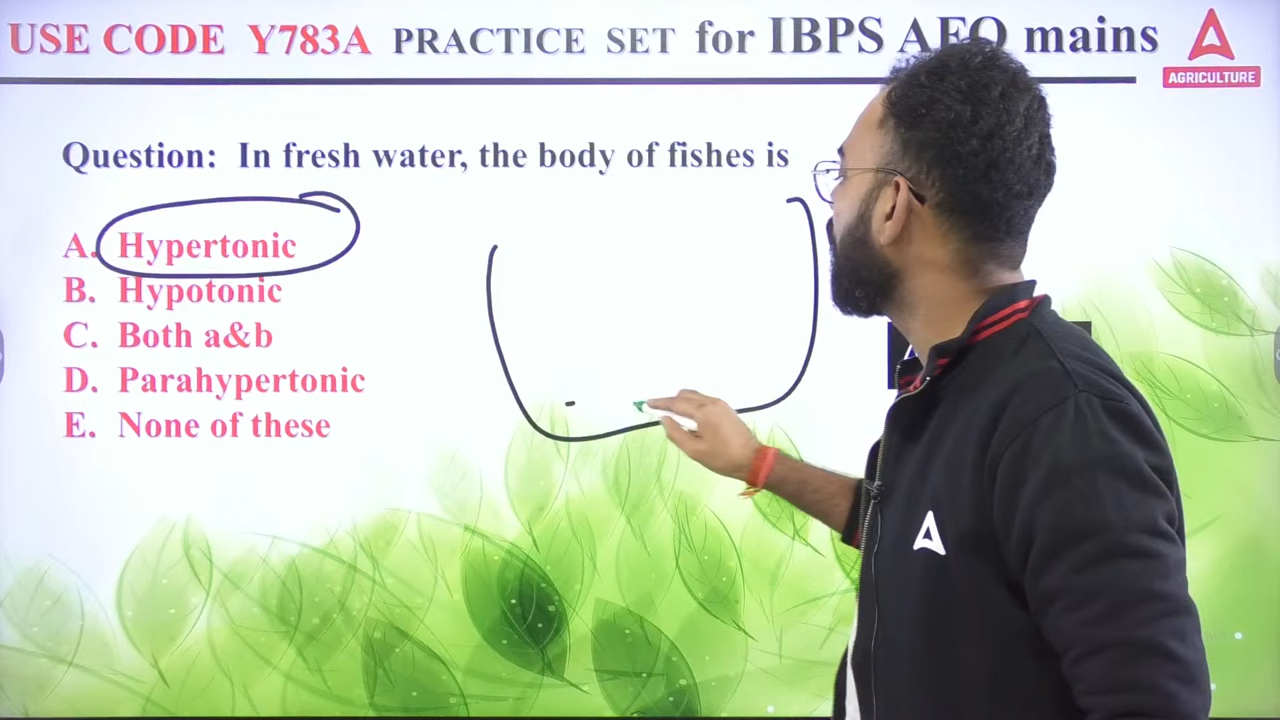 USE CODE Y783A PRACTICE SET for IBPS AFO mains
AGRICULTURE
Question: In fresh water, the body of fishes is
A. Hypertonic
B. Hypotonic
C. Both a&b
D. Parahypertonic
E. None of these